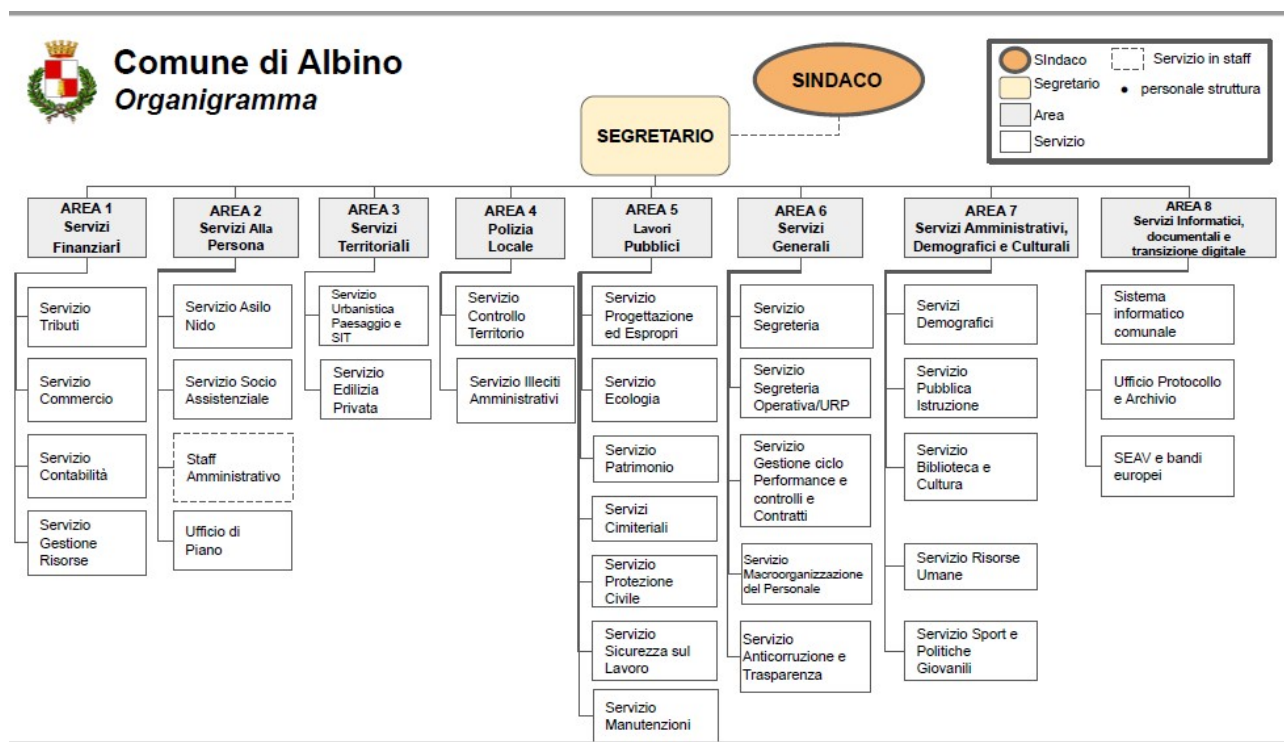 Comune di Albino
Organigramma
SINDACO
SEGRETARIO
SIndaco
Segretario
Area
Servizio
Servizio in staff
personale struttura
AREA 1
Servizi
Finanziari
Servizio
Tributi
Servizio
Commercio
Servizio
Contabilità
Servizio
Gestione
Risorse
AREA 2
Servizi Alla
Persona
Servizio Asilo
Nido
Servizio Socio
Assistenziale
Staff
Amministrativo
Ufficio di
Piano
AREA 3
Servizi
Territoriali
Servizio
Urbanistica
Paesaggio e
SIT
Servizio
Edilizia
Privata
AREA 4
Polizia
Locale
Servizio
Controllo
Territorio
Servizio Illeciti
Amministrativi
AREA 5
Lavori
Pubblici
Servizio
Progettazione
ed Espropri
Servizio
Ecologia
Servizio
Patrimonio
Servizi
Cimiteriali
Servizio
Protezione
Civile
Servizio
Sicurezza sul
Lavoro
Servizio
Manutenzioni
AREA 6
Servizi
Generali
Servizio
Segreteria
Servizio
Segreteria
Operativa/URP
Servizio
Gestione ciclo
Performance e
controlli e
Contratti
Servizio
Macroorganizzazione
del Personale
Servizio
Anticorruzione e
Trasparenza
AREA 7
Servizi Amministrativi,
Demografici e Culturali
Servizi
Demografici
Servizio
Pubblica
Istruzione
Servizio
Biblioteca e
Cultura
Servizio Risorse
Umane
Servizio Sport e
Politiche
Giovanili
AREA 8
Servizi Informatici,
documentali e
transizione digitale
Sistema
informatico
comunale
Ufficio Protocollo
e Archivio
SEAV e bandi
europei